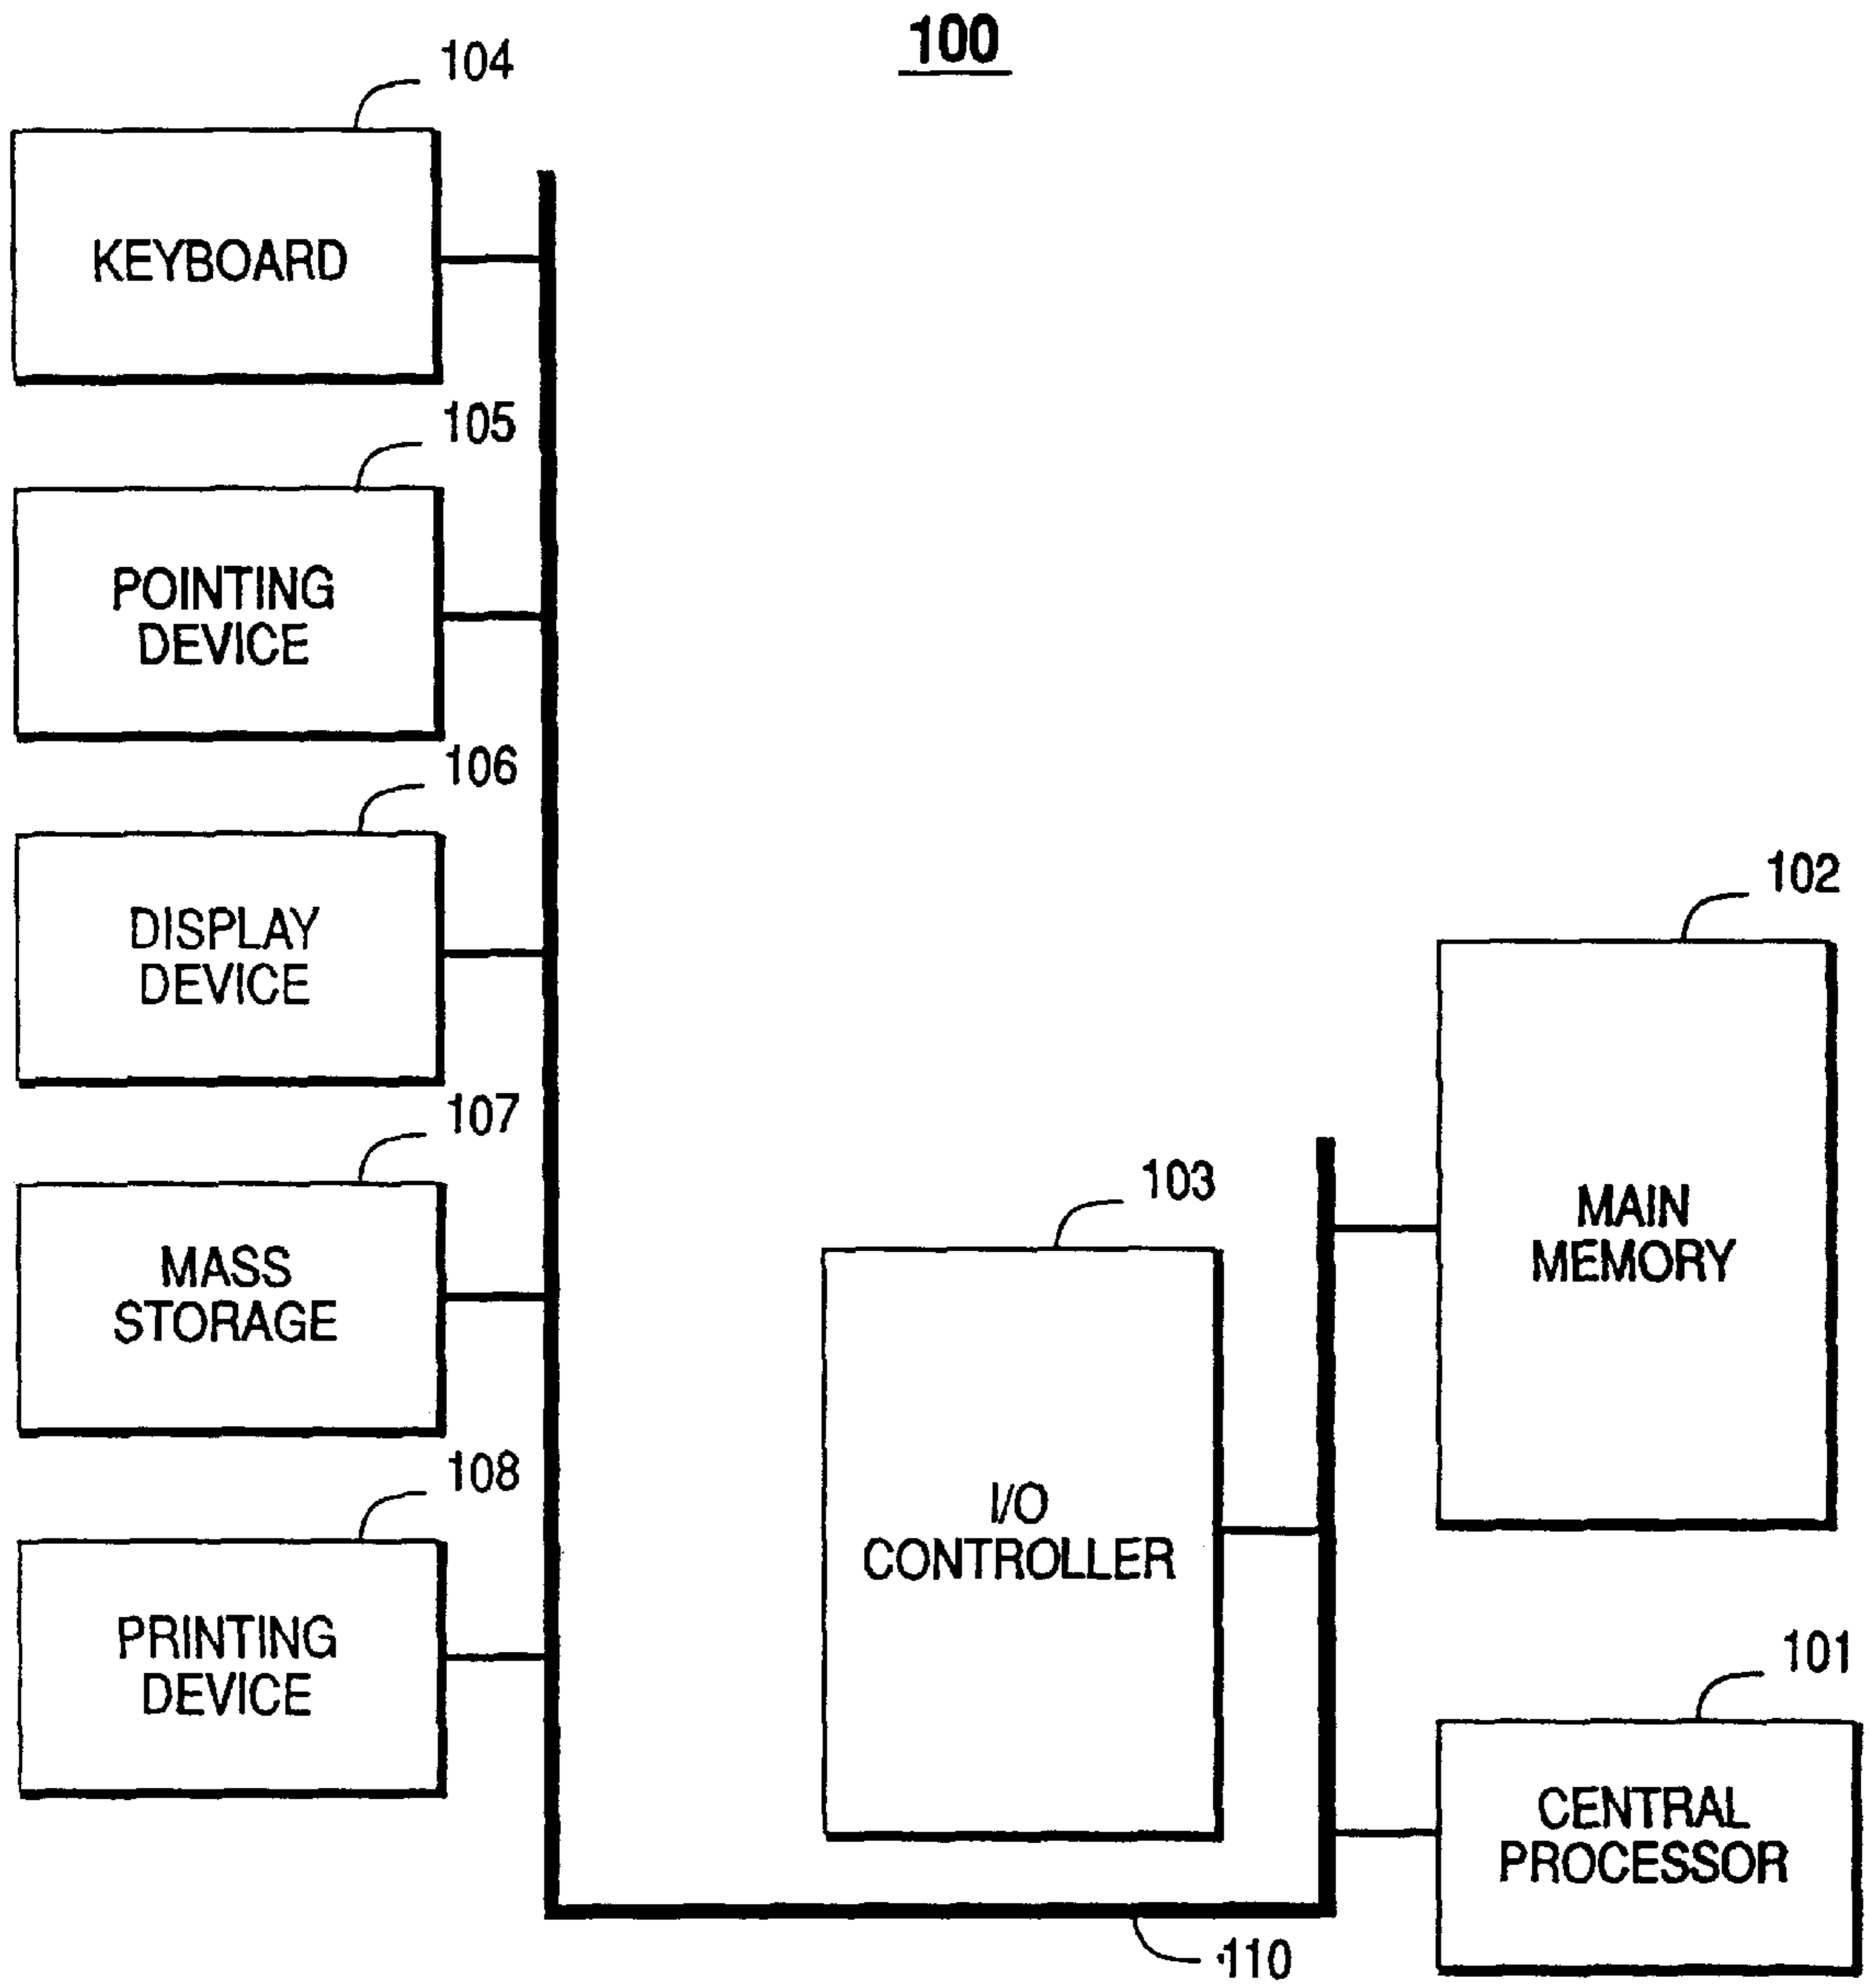 100
104
KEYBOARD
105
POINTING
DEVICE
106
DISPLAY
DEVICE
107
MASS
STORAGE
108
PRINTING
DEVICE
103
I/O
CONTROLLER
102
MAIN
MEMORY
101
CENTRAL
PROCESSOR
110